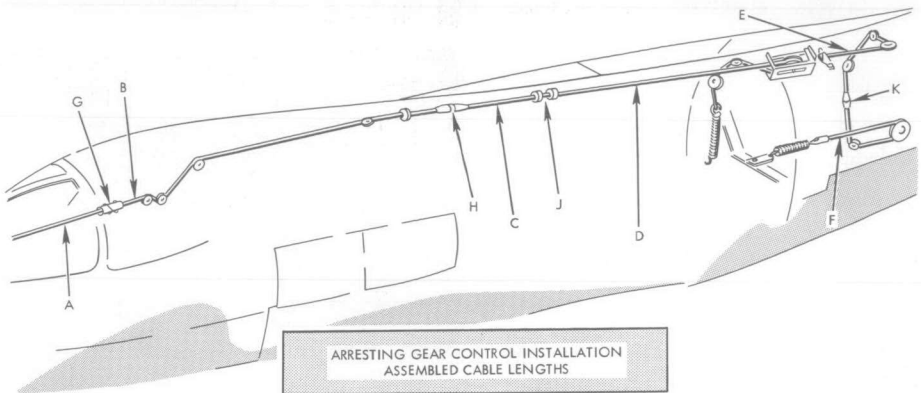 E
B
G
K
H
C
J
F
D
A
ARRESTING GEAR CONTROL INSTALLATION
ASSEMBLED CABLE LENGTHS